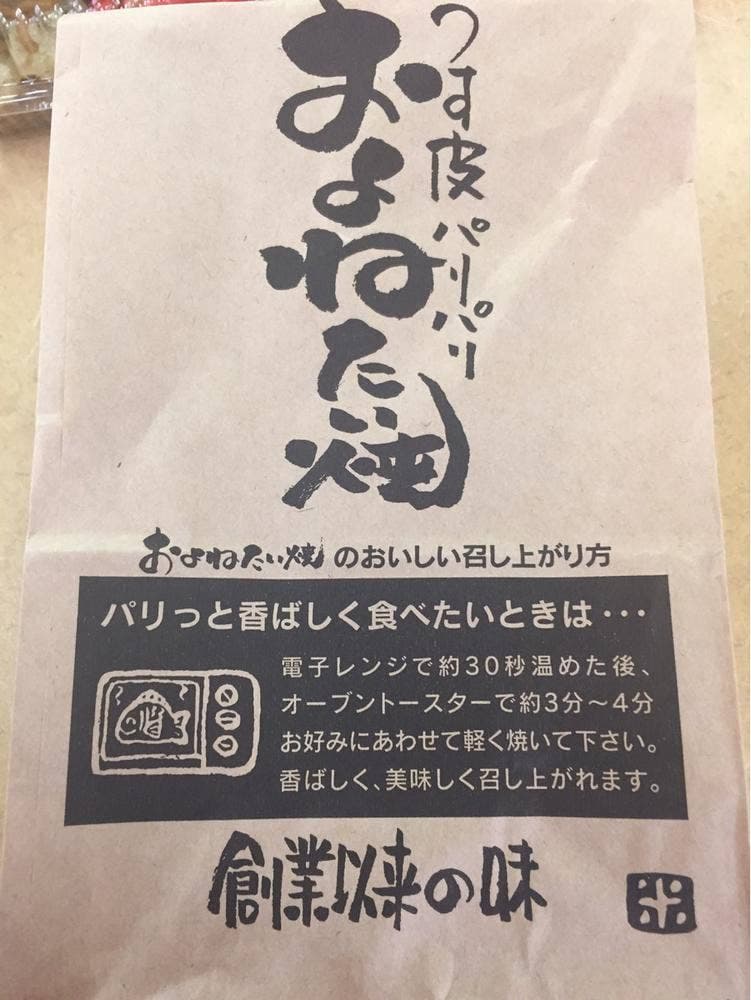 うす皮パリパリ
およねたい焼
およねたい焼のおいしい召し上がり方
パリっと香ばしく食べたいときは・・・
電子レンジで約30秒温めた後、
オーブントースターで約3分〜4分
お好みにあわせて軽く焼いて下さい。
香ばしく、美味しく召し上がれます。
創業以来の味
米